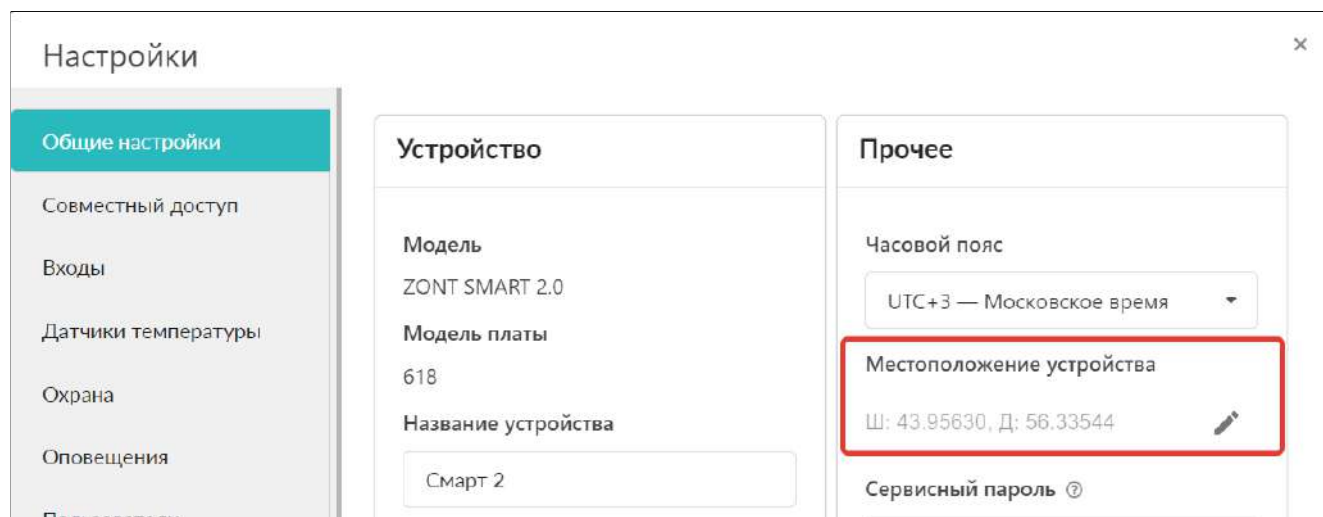 Настройки
Общие настройки
Совместный доступ
Входы
Датчики температуры
Охрана
Оповещения
Устройство
Модель
ZONT SMART 2.0
Модель платы
618
Название устройства
Смарт 2
Прочее
Часовой пояс
UTC+3 — Московское время
Местоположение устройства
Ш: 43.95630, Д: 56.33544
Сервисный пароль